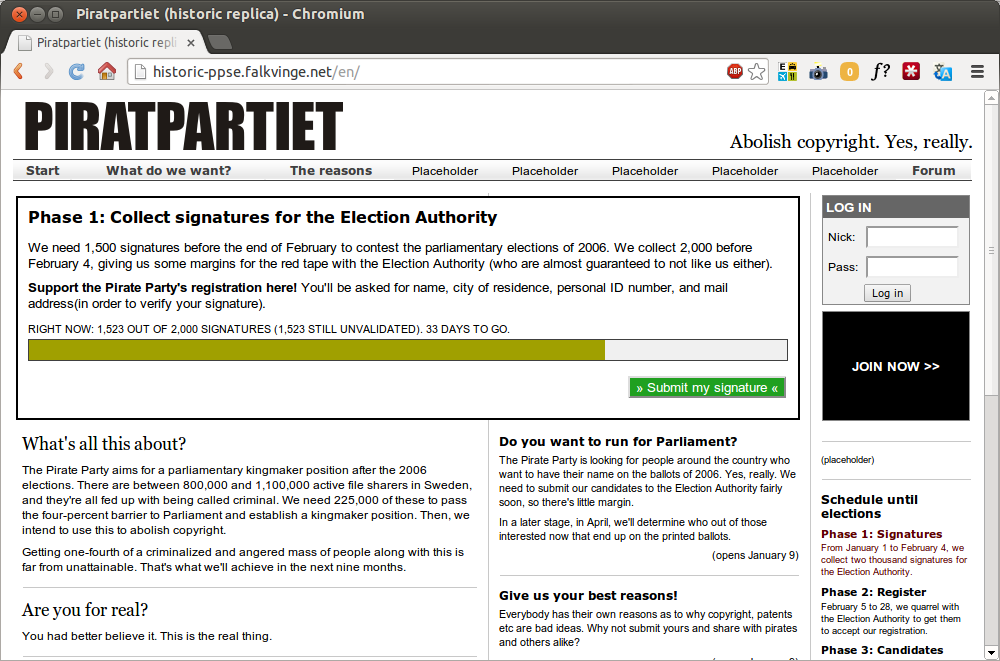 Piratpartiet (historic replica) - Chromium
Piratpartiet (historic repli
historic-ppse.falkvinge.net/en/
ABP
0
f?
PIRATPARTIET
Abolish copyright. Yes, really.
Start What do we want? The reasons Placeholder Placeholder Placeholder Placeholder Placeholder Forum
Phase 1: Collect signatures for the Election Authority
We need 1,500 signatures before the end of February to contest the parliamentary elections of 2006. We collect 2,000 before
February 4, giving us some margins for the red tape with the Election Authority (who are almost guaranteed to not like us either).
Support the Pirate Party's registration here! You'll be asked for name, city of residence, personal ID number, and mail
address(in order to verify your signature).
RIGHT NOW: 1,523 OUT OF 2,000 SIGNATURES (1,523 STILL UNVALIDATED). 33 DAYS TO GO.
» Submit my signature «
What's all this about?
The Pirate Party aims for a parliamentary kingmaker position after the 2006
elections. There are between 800,000 and 1,100,000 active file sharers in Sweden,
and they're all fed up with being called criminal. We need 225,000 of these to pass
the four-percent barrier to Parliament and establish a kingmaker position. Then, we
intend to use this to abolish copyright.
Getting one-fourth of a criminalized and angered mass of people along with this is
far from unattainable. That's what we'll achieve in the next nine months.
Are you for real?
You had better believe it. This is the real thing.
Do you want to run for Parliament?
The Pirate Party is looking for people around the country who
want to have their name on the ballots of 2006. Yes, really. We
need to submit our candidates to the Election Authority fairly
soon, so there's little margin.
In a later stage, in April, we'll determine who out of those
interested now that end up on the printed ballots.
(opens January 9)
Give us your best reasons!
Everybody has their own reasons as to why copyright, patents
etc are bad ideas. Why not submit yours and share with pirates
and others alike?
LOG IN
Nick:
Pass:
Log in
JOIN NOW >>
(placeholder)
Schedule until
elections
Phase 1: Signatures
From January 1 to February 4, we
collect two thousand signatures for
the Election Authority.
Phase 2: Register
February 5 to 28, we quarrel with
the Election Authority to get them
to accept our registration.
Phase 3: Candidates